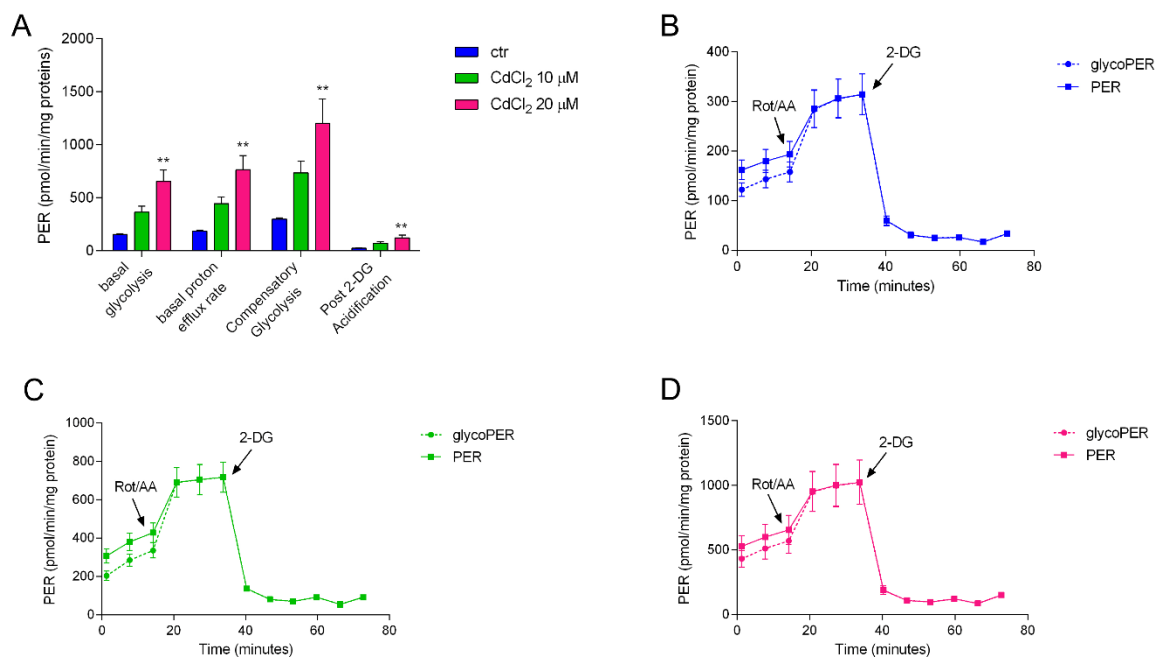 A
PER (pmol/min/mg proteins)
2000
1500
1000
500
0
**
**
**
**
basal
glycolysis
basal proton
efflux rate
Compensatory
Glycolysis
Post 2-DG
Acidification
ctr
CdCl₂ 10 μM
CdCl₂ 20 μM
B
PER (pmol/min/mg protein)
400
300
200
100
0
Rot/AA
2-DG
0 20 40 60 80
Time (minutes)
glycoPER
PER
C
PER (pmol/min/mg protein)
1000
800
600
400
200
0
Rot/AA
2-DG
0 20 40 60 80
Time (minutes)
glycoPER
PER
D
PER (pmol/min/mg protein)
1500
1000
500
0
Rot/AA
2-DG
0 20 40 60 80
Time (minutes)
glycoPER
PER